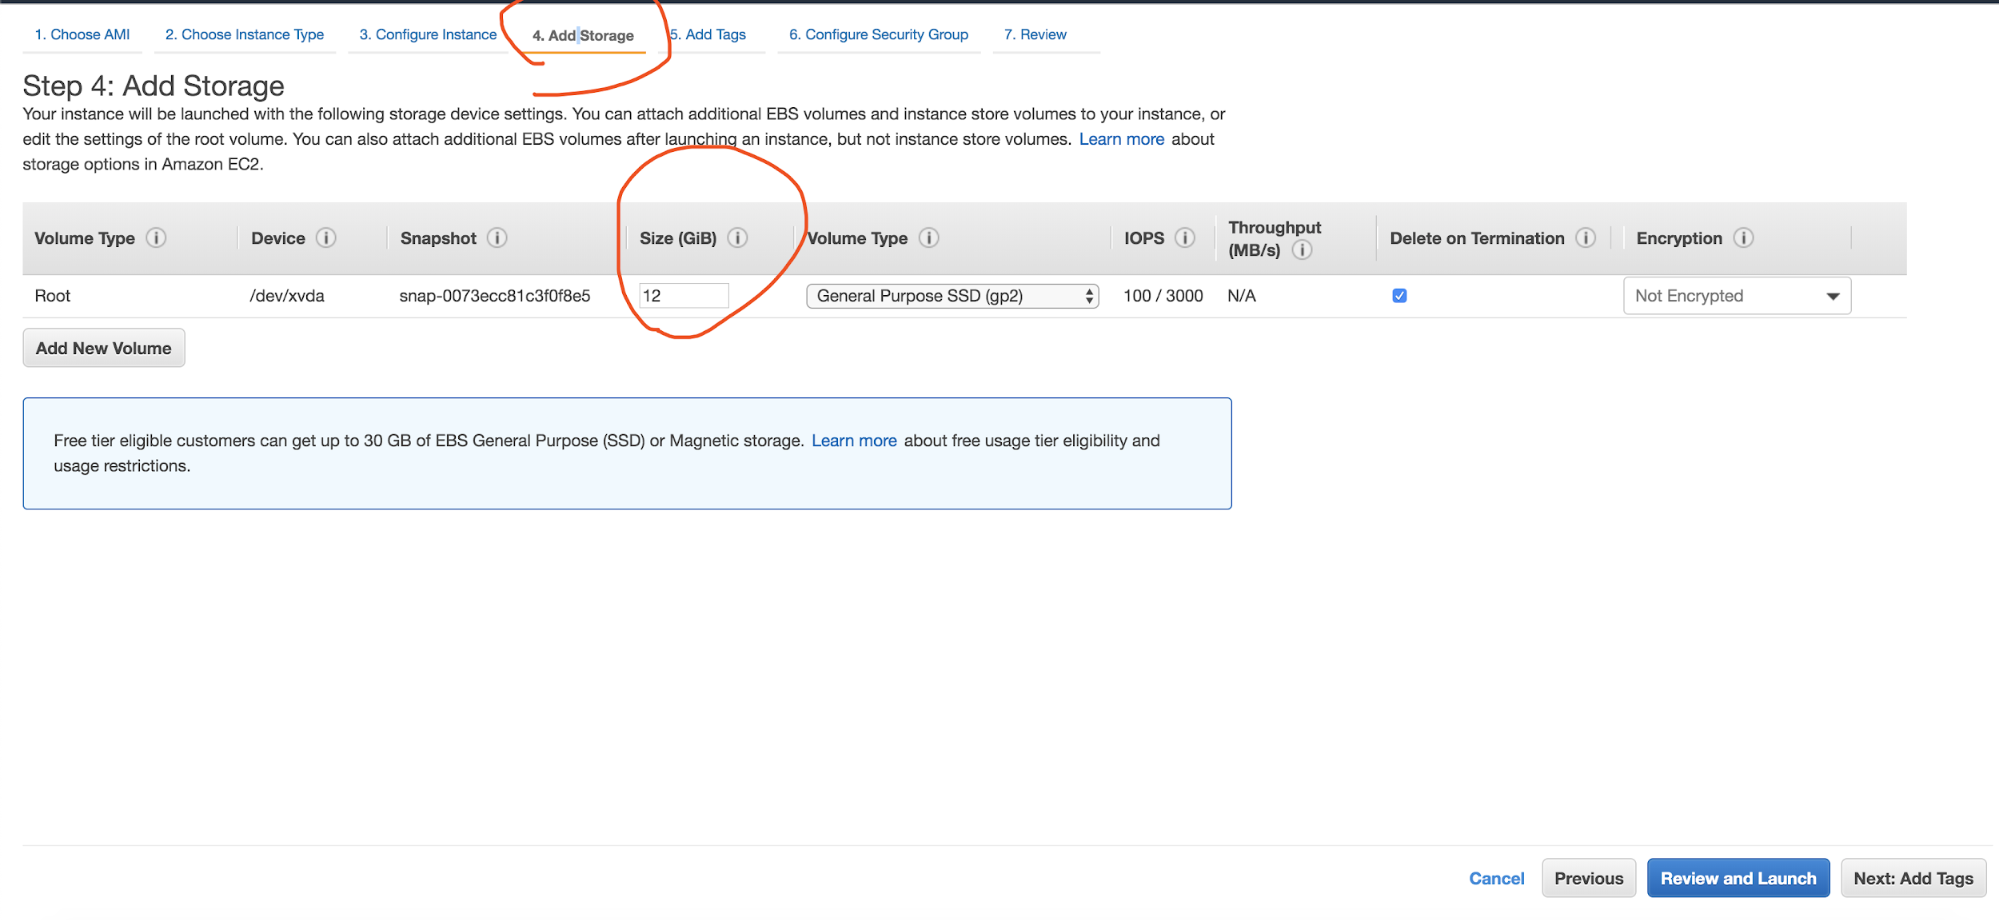 1. Choose AMI 2. Choose Instance Type 3. Configure Instance 4. Add Storage 5. Add Tags 6. Configure Security Group 7. Review
Step 4: Add Storage
Your instance will be launched with the following storage device settings. You can attach additional EBS volumes and instance store volumes to your instance, or
edit the settings of the root volume. You can also attach additional EBS volumes after launching an instance, but not instance store volumes. Learn more about
storage options in Amazon EC2.
Volume Type i Device i Snapshot i Size (GiB) i Volume Type i IOPS i Throughput (MB/s) i Delete on Termination i Encryption i
Root /dev/xvda snap-0073ecc81c3f0f8e5 12 General Purpose SSD (gp2) 100 / 3000 N/A Not Encrypted
Add New Volume
Free tier eligible customers can get up to 30 GB of EBS General Purpose (SSD) or Magnetic storage. Learn more about free usage tier eligibility and
usage restrictions.
Cancel Previous Review and Launch Next: Add Tags